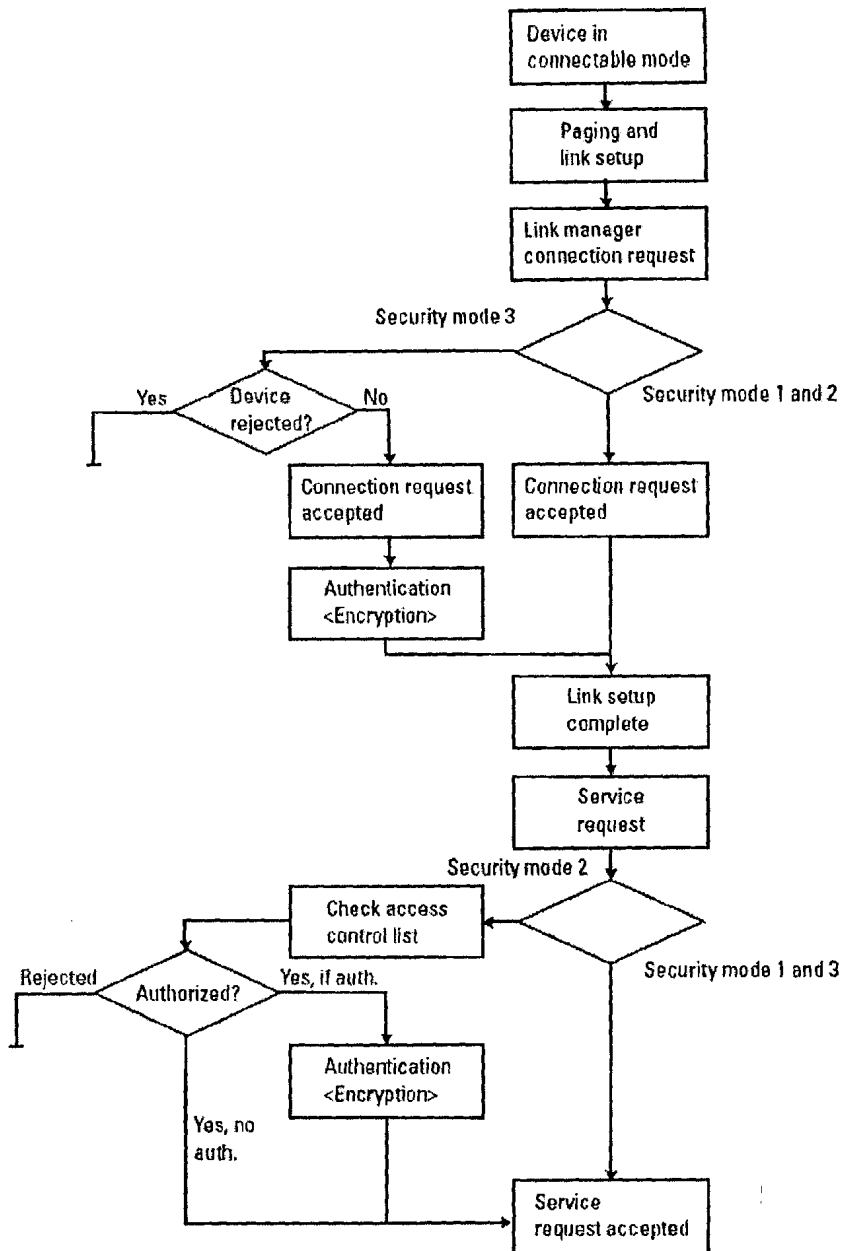 Device in
connectable mode
Paging and
link setup
Link manager
connection request
Security mode 3
Security mode 1 and 2
Yes
Device
rejected?
No
Connection request
accepted
Connection request
accepted
Authentication
<Encryption>
Link setup
complete
Service
request
Security mode 2
Check access
control list
Security mode 1 and 3
Rejected
Authorized?
Yes, if auth.
Authentication
<Encryption>
Yes, no
auth.
Service
request accepted